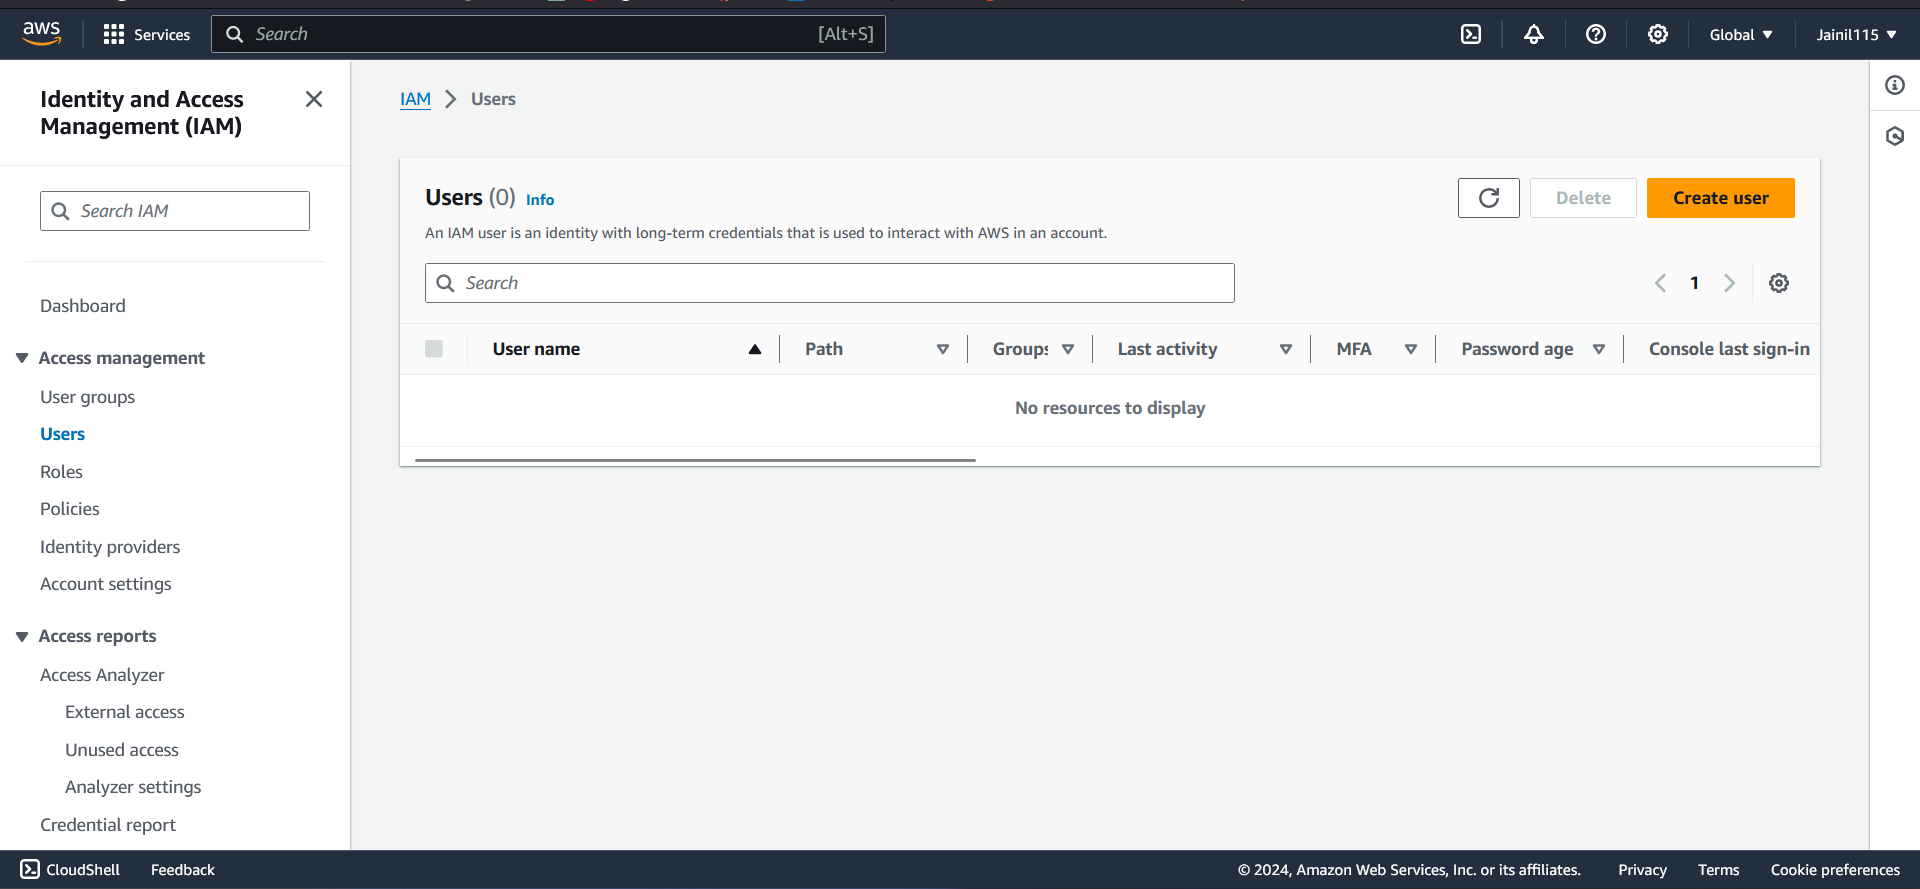 aws
Services
Search
[Alt+S]
Global
Jainil115
Identity and Access
Management (IAM)
Search IAM
Dashboard
Access management
User groups
Users
Roles
Policies
Identity providers
Account settings
Access reports
Access Analyzer
External access
Unused access
Analyzer settings
Credential report
IAM
Users
Users (0) Info
An IAM user is an identity with long-term credentials that is used to interact with AWS in an account.
Delete
Create user
Search
1
User name
Path
Groups
Last activity
MFA
Password age
Console last sign-in
No resources to display
CloudShell
Feedback
© 2024, Amazon Web Services, Inc. or its affiliates.
Privacy
Terms
Cookie preferences